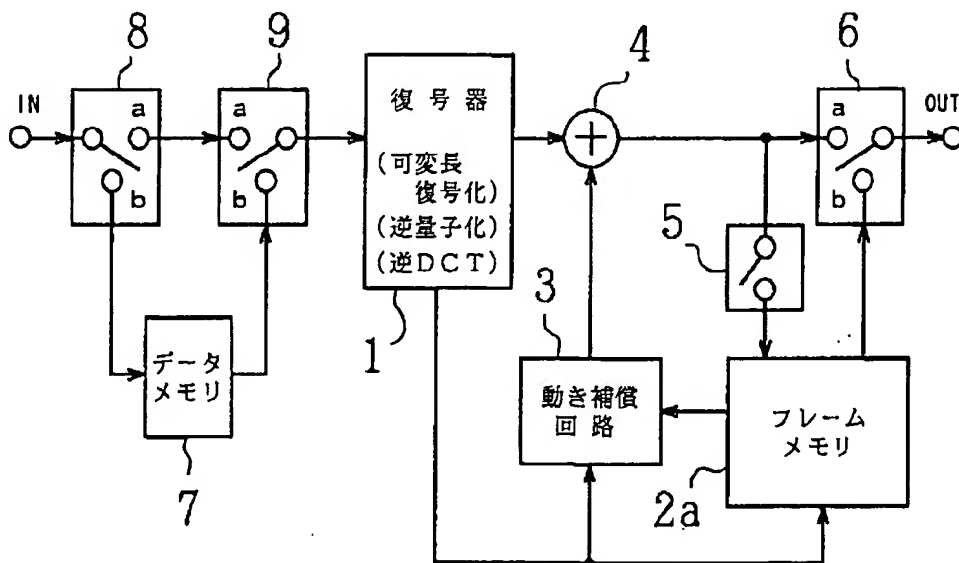 8
9
4
6
IN
a
b
a
b
復号器
(可変長
復号化)
(逆量子化)
(逆DCT)
+
a
b
OUT
5
1
3
データ
メモリ
7
動き補償
回路
フレーム
メモリ
2a